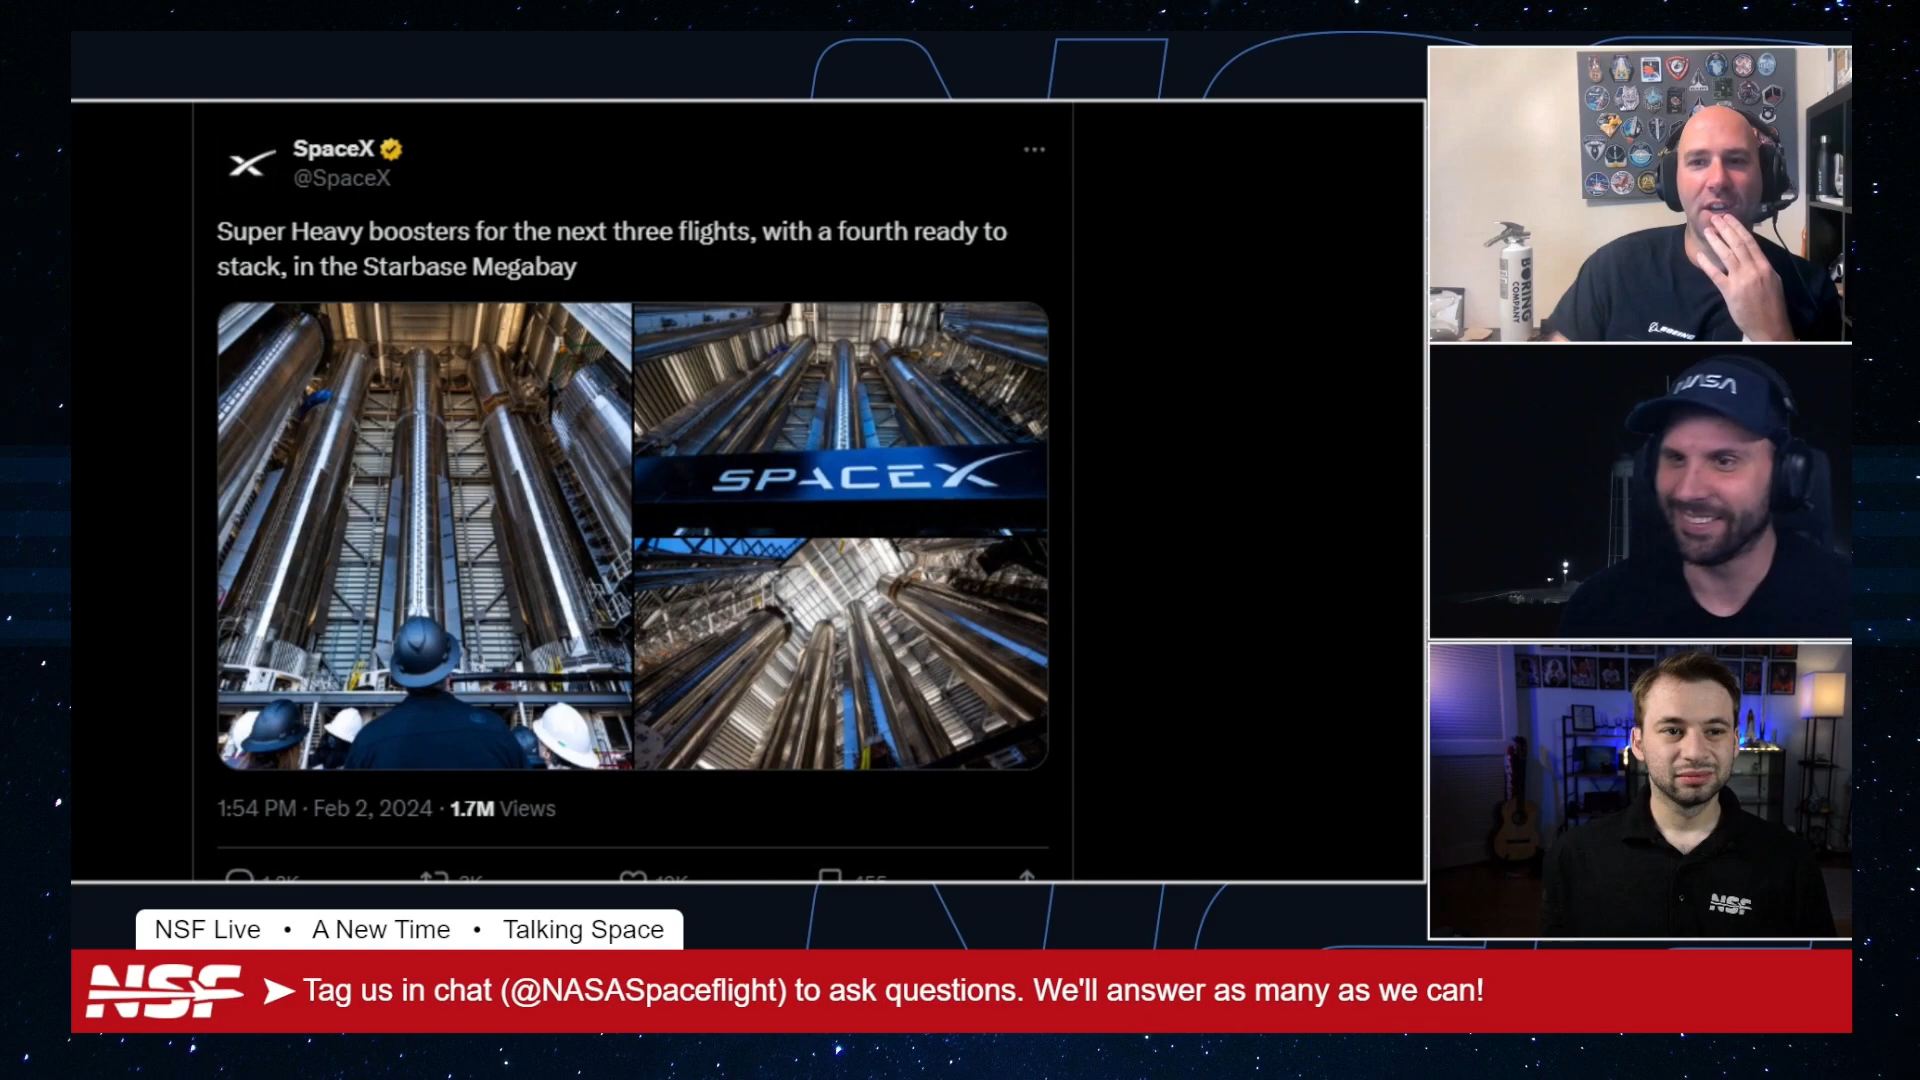 SpaceX
@SpaceX
Super Heavy boosters for the next three flights, with a fourth ready to
stack, in the Starbase Megabay
SPACEX
1:54 PM · Feb 2, 2024 · 1.7M Views
BORING
COMPANY
BOEING
NASA
NSF
NSF Live • A New Time • Talking Space
NSF
Tag us in chat (@NASASpaceflight) to ask questions. We'll answer as many as we can!